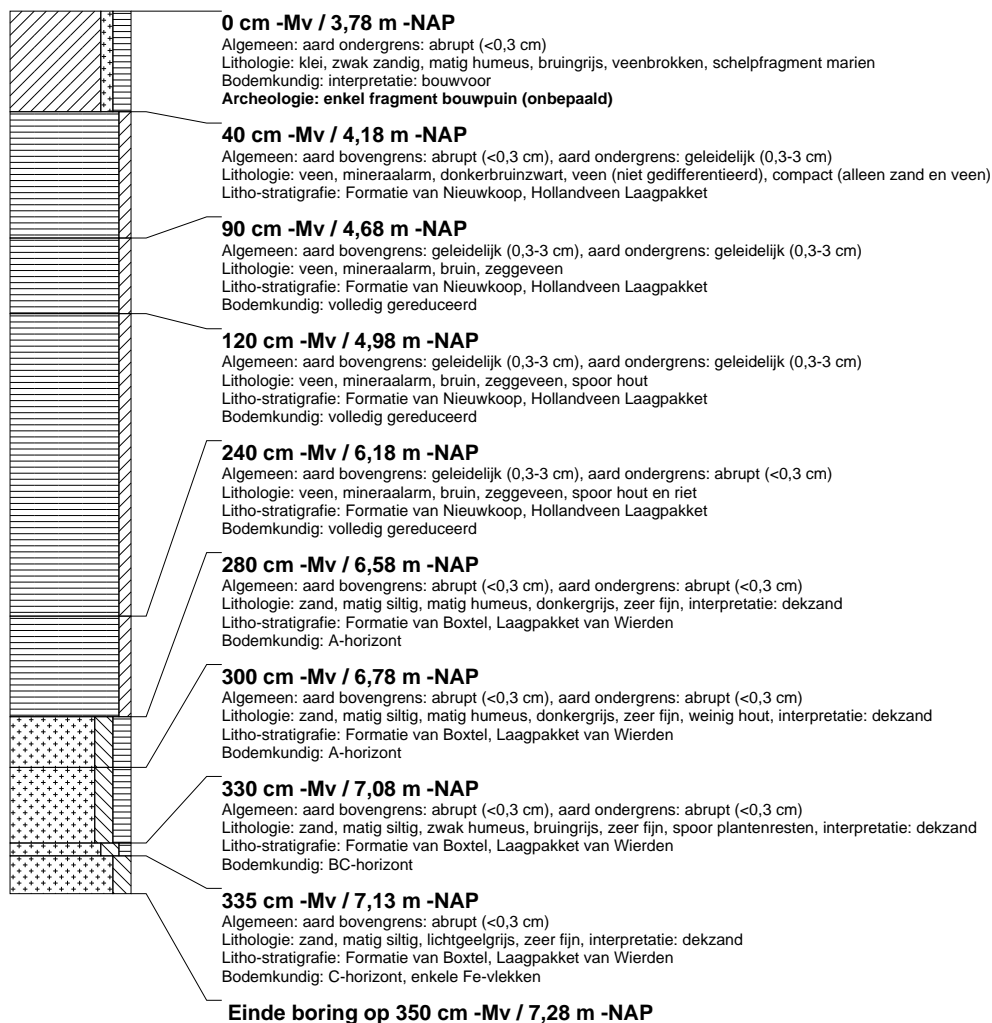 0 cm -Mv / 3,78 m -NAP
Algemeen: aard ondergrens: abrupt (<0,3 cm)
Lithologie: klei, zwak zandig, matig humeus, bruingrijs, veenbrokken, schelpfragment marien
Bodemkundig: interpretatie: bouwvoor
Archeologie: enkel fragment bouwpuin (onbepaald)
40 cm -Mv / 4,18 m -NAP
Algemeen: aard bovengrens: abrupt (<0,3 cm), aard ondergrens: geleidelijk (0,3-3 cm)
Lithologie: veen, mineraalarm, donkerbruinzwart, veen (niet gedifferentieerd), compact (alleen zand en veen)
Litho-stratigrafie: Formatie van Nieuwkoop, Hollandveen Laagpakket
90 cm -Mv / 4,68 m -NAP
Algemeen: aard bovengrens: geleidelijk (0,3-3 cm), aard ondergrens: geleidelijk (0,3-3 cm)
Lithologie: veen, mineraalarm, bruin, zeggeveen
Litho-stratigrafie: Formatie van Nieuwkoop, Hollandveen Laagpakket
Bodemkundig: volledig gereduceerd
120 cm -Mv / 4,98 m -NAP
Algemeen: aard bovengrens: geleidelijk (0,3-3 cm), aard ondergrens: geleidelijk (0,3-3 cm)
Lithologie: veen, mineraalarm, bruin, zeggeveen, spoor hout
Litho-stratigrafie: Formatie van Nieuwkoop, Hollandveen Laagpakket
Bodemkundig: volledig gereduceerd
240 cm -Mv / 6,18 m -NAP
Algemeen: aard bovengrens: geleidelijk (0,3-3 cm), aard ondergrens: abrupt (<0,3 cm)
Lithologie: veen, mineraalarm, bruin, zeggeveen, spoor hout en riet
Litho-stratigrafie: Formatie van Nieuwkoop, Hollandveen Laagpakket
Bodemkundig: volledig gereduceerd
280 cm -Mv / 6,58 m -NAP
Algemeen: aard bovengrens: abrupt (<0,3 cm), aard ondergrens: abrupt (<0,3 cm)
Lithologie: zand, matig siltig, matig humeus, donkergrijs, zeer fijn, interpretatie: dekzand
Litho-stratigrafie: Formatie van Boxtel, Laagpakket van Wierden
Bodemkundig: A-horizont
300 cm -Mv / 6,78 m -NAP
Algemeen: aard bovengrens: abrupt (<0,3 cm), aard ondergrens: abrupt (<0,3 cm)
Lithologie: zand, matig siltig, matig humeus, donkergrijs, zeer fijn, weinig hout, interpretatie: dekzand
Litho-stratigrafie: Formatie van Boxtel, Laagpakket van Wierden
Bodemkundig: A-horizont
330 cm -Mv / 7,08 m -NAP
Algemeen: aard bovengrens: abrupt (<0,3 cm), aard ondergrens: abrupt (<0,3 cm)
Lithologie: zand, matig siltig, zwak humeus, bruingrijs, zeer fijn, spoor plantenresten, interpretatie: dekzand
Litho-stratigrafie: Formatie van Boxtel, Laagpakket van Wierden
Bodemkundig: BC-horizont
335 cm -Mv / 7,13 m -NAP
Algemeen: aard bovengrens: abrupt (<0,3 cm)
Lithologie: zand, matig siltig, lichtgeelgrijs, zeer fijn, interpretatie: dekzand
Litho-stratigrafie: Formatie van Boxtel, Laagpakket van Wierden
Bodemkundig: C-horizont, enkele Fe-vlekken
Einde boring op 350 cm -Mv / 7,28 m -NAP